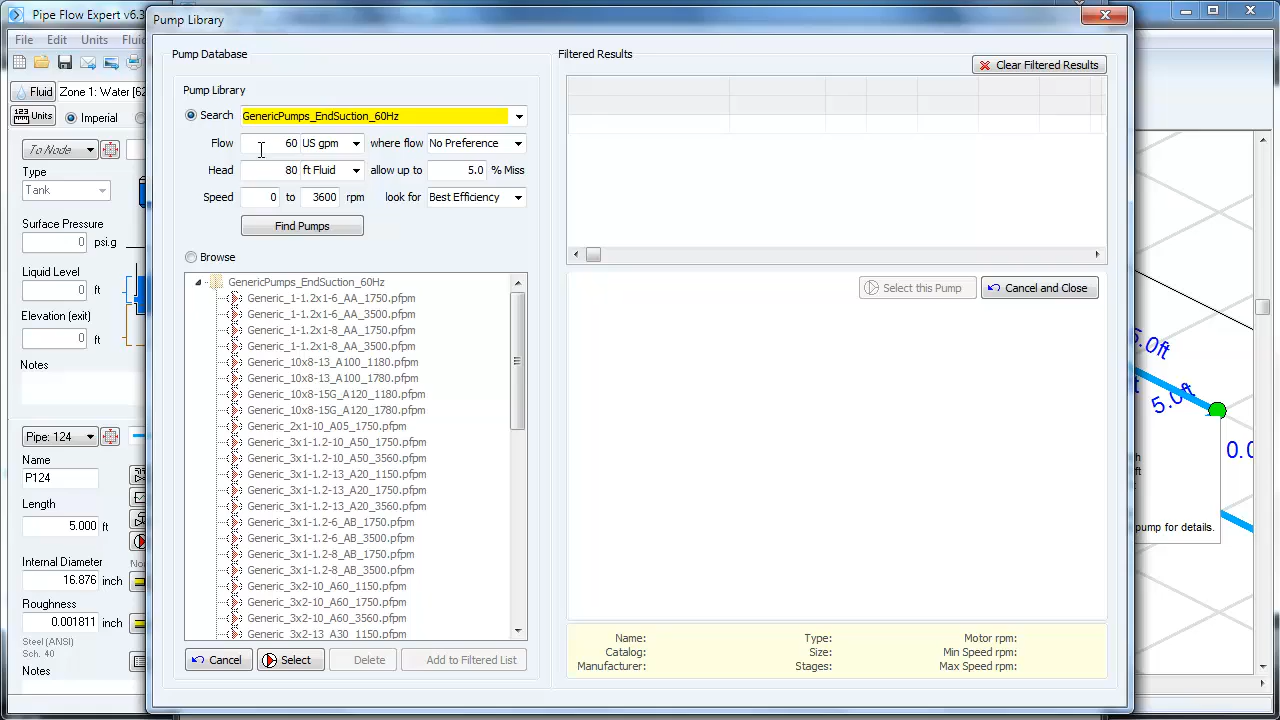 Pipe Flow Expert v6.3
Pump Library
File Edit Units Fluid
Fluid Zone 1: Water [62
Units Imperial
To Node
Type
Tank
Surface Pressure
0 psi.g
Liquid Level
0 ft
Elevation (exit)
0 ft
Notes
Pipe: 124
Name
P124
Length
5.000 ft
Internal Diameter
16.876 inch
Roughness
0.001811 inch
Steel (ANSI)
Sch. 40
Notes
Pump Database
Pump Library
Search GenericPumps_EndSuction_60Hz
Flow 60 US gpm where flow No Preference
Head 80 ft Fluid allow up to 5.0 % Miss
Speed 0 to 3600 rpm look for Best Efficiency
Find Pumps
Browse
GenericPumps_EndSuction_60Hz
Generic_1-1.2x1-6_AA_1750.pfpm
Generic_1-1.2x1-6_AA_3500.pfpm
Generic_1-1.2x1-8_AA_1750.pfpm
Generic_1-1.2x1-8_AA_3500.pfpm
Generic_10x8-13_A100_1180.pfpm
Generic_10x8-13_A100_1780.pfpm
Generic_10x8-15G_A120_1180.pfpm
Generic_10x8-15G_A120_1780.pfpm
Generic_2x1-10_A05_1750.pfpm
Generic_3x1-1.2-10_A50_1750.pfpm
Generic_3x1-1.2-10_A50_3560.pfpm
Generic_3x1-1.2-13_A20_1150.pfpm
Generic_3x1-1.2-13_A20_1750.pfpm
Generic_3x1-1.2-13_A20_3560.pfpm
Generic_3x1-1.2-6_AB_1750.pfpm
Generic_3x1-1.2-6_AB_3500.pfpm
Generic_3x1-1.2-8_AB_1750.pfpm
Generic_3x1-1.2-8_AB_3500.pfpm
Generic_3x2-10_A60_1150.pfpm
Generic_3x2-10_A60_1750.pfpm
Generic_3x2-10_A60_3560.pfpm
Generic_3x2-13_A30_1150.pfpm
Cancel Select Delete Add to Filtered List
Filtered Results
Clear Filtered Results
Select this Pump Cancel and Close
Name: Type: Motor rpm:
Catalog: Size: Min Speed rpm:
Manufacturer: Stages: Max Speed rpm:
5.0ft
5.0ft
0.0
pump for details.